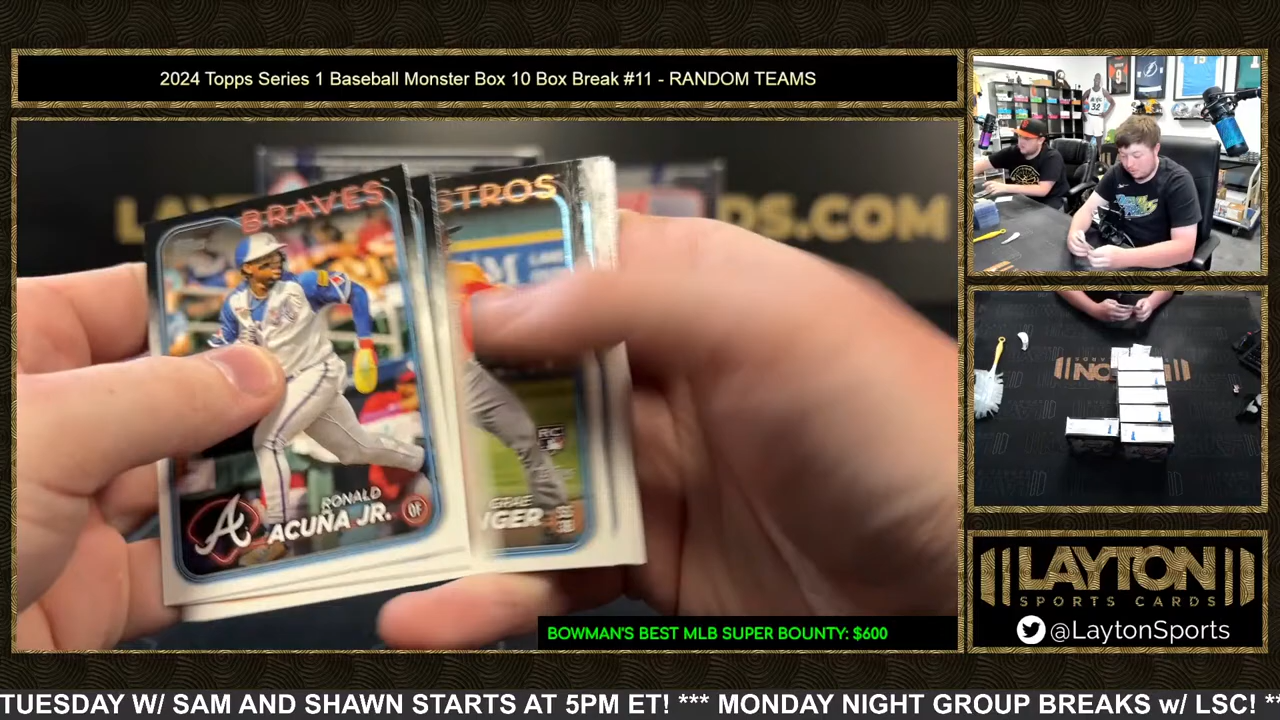 2024 Topps Series 1 Baseball Monster Box 10 Box Break #11 - RANDOM TEAMS
BRAVES
STROS
RC
RONALD
ACUÑA JR.
OF
NGER
BOWMAN'S BEST MLB SUPER BOUNTY: $600
32
LAYTON
SPORTS CARDS
@LaytonSports
TUESDAY W/ SAM AND SHAWN STARTS AT 5PM ET! *** MONDAY NIGHT GROUP BREAKS w/ LSC! **